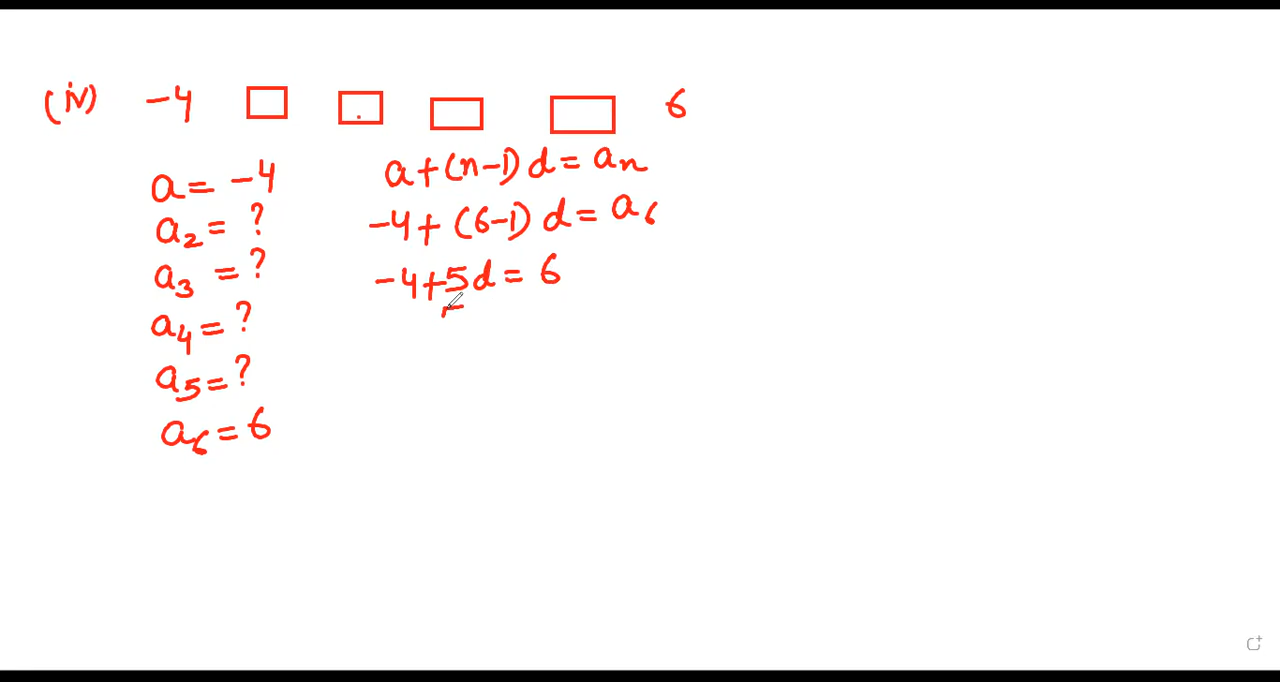 (iv) -4 □ □ □ □ 6
a = -4
a₂ = ?
a₃ = ?
a₄ = ?
a₅ = ?
a₆ = 6
a + (n-1) d = aₙ
-4 + (6-1) d = a₆
-4 + 5d = 6